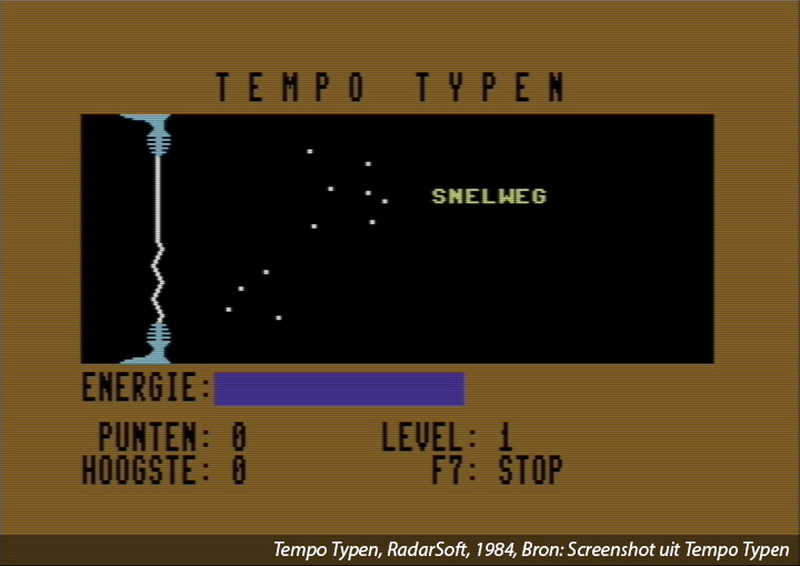 TEMPO TYPEN
SNELWEG
ENERGIE:
PUNTEN: 0 LEVEL: 1
HOOGSTE: 0 F7: STOP
Tempo Typen, RadarSoft, 1984, Bron: Screenshot uit Tempo Typen